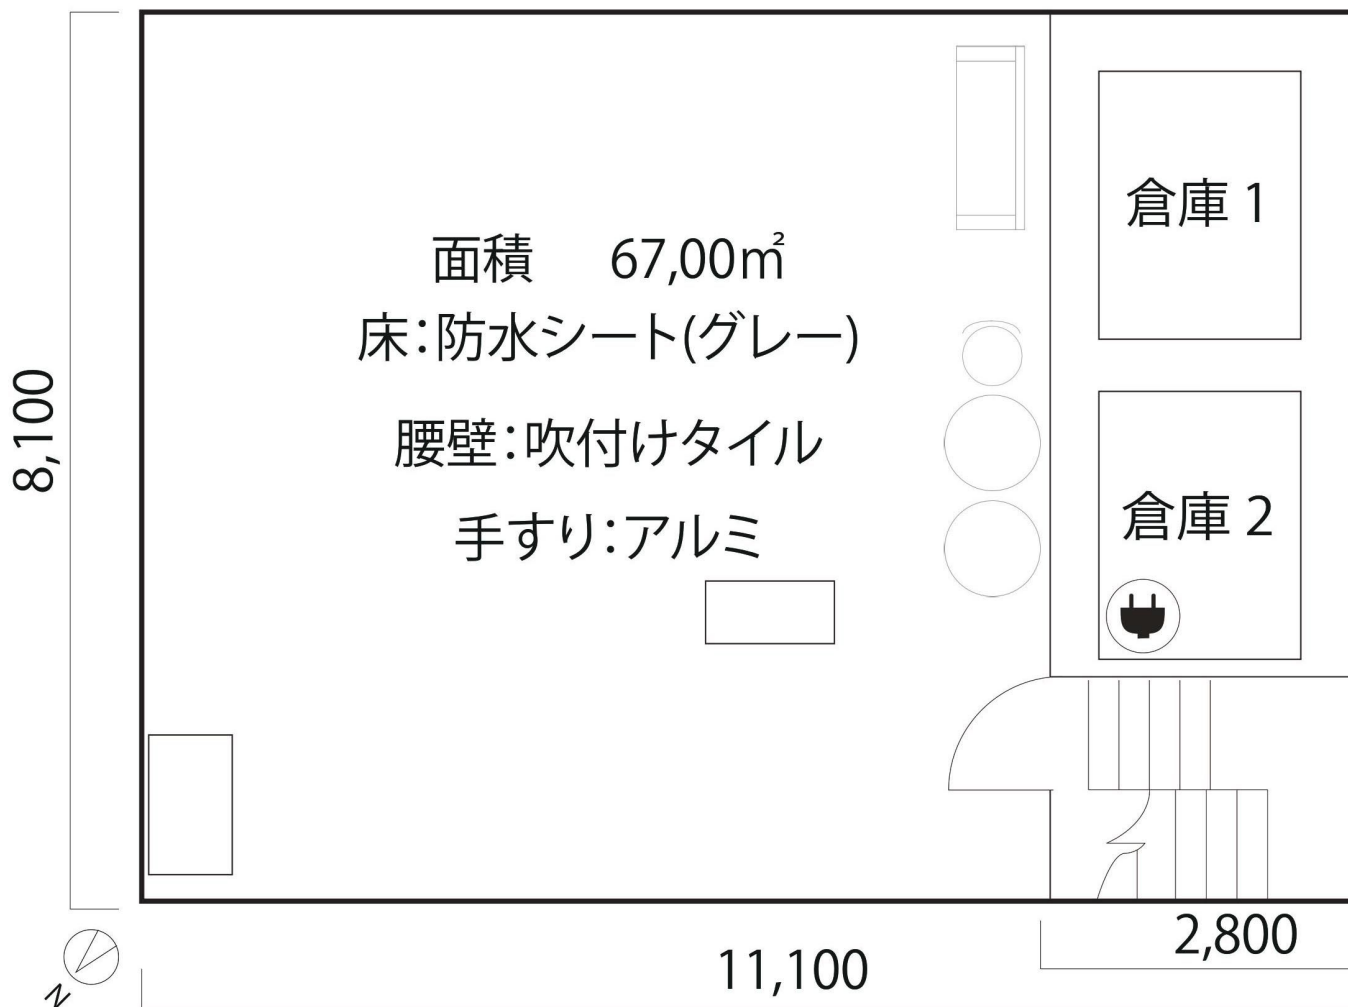 倉庫 1
面積 67,00㎡
床：防水シート(グレー)
腰壁：吹付けタイル
手すり：アルミ
倉庫 2
8,100
2,800
11,100
N